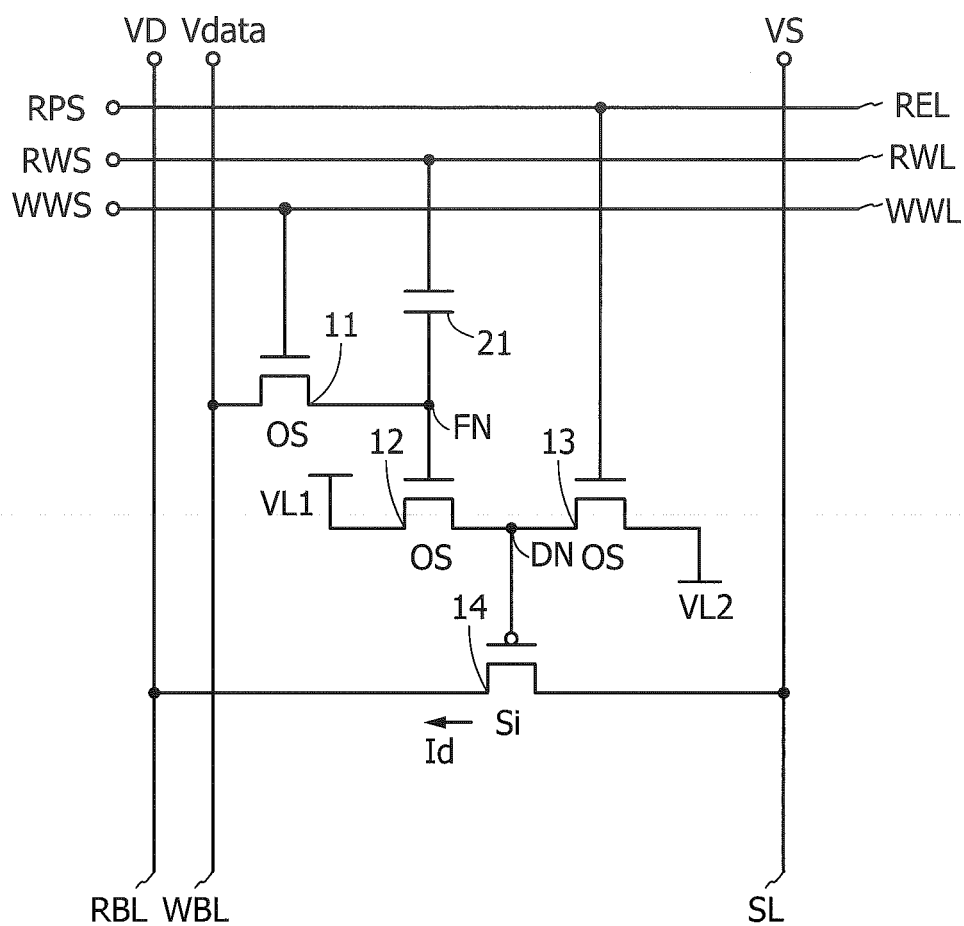 VD Vdata VS
RPS REL
RWS RWL
WWS WWL
21
11
FN
OS
12 13
VL1
DN
OS OS
VL2
14
Si
Id
RBL WBL SL